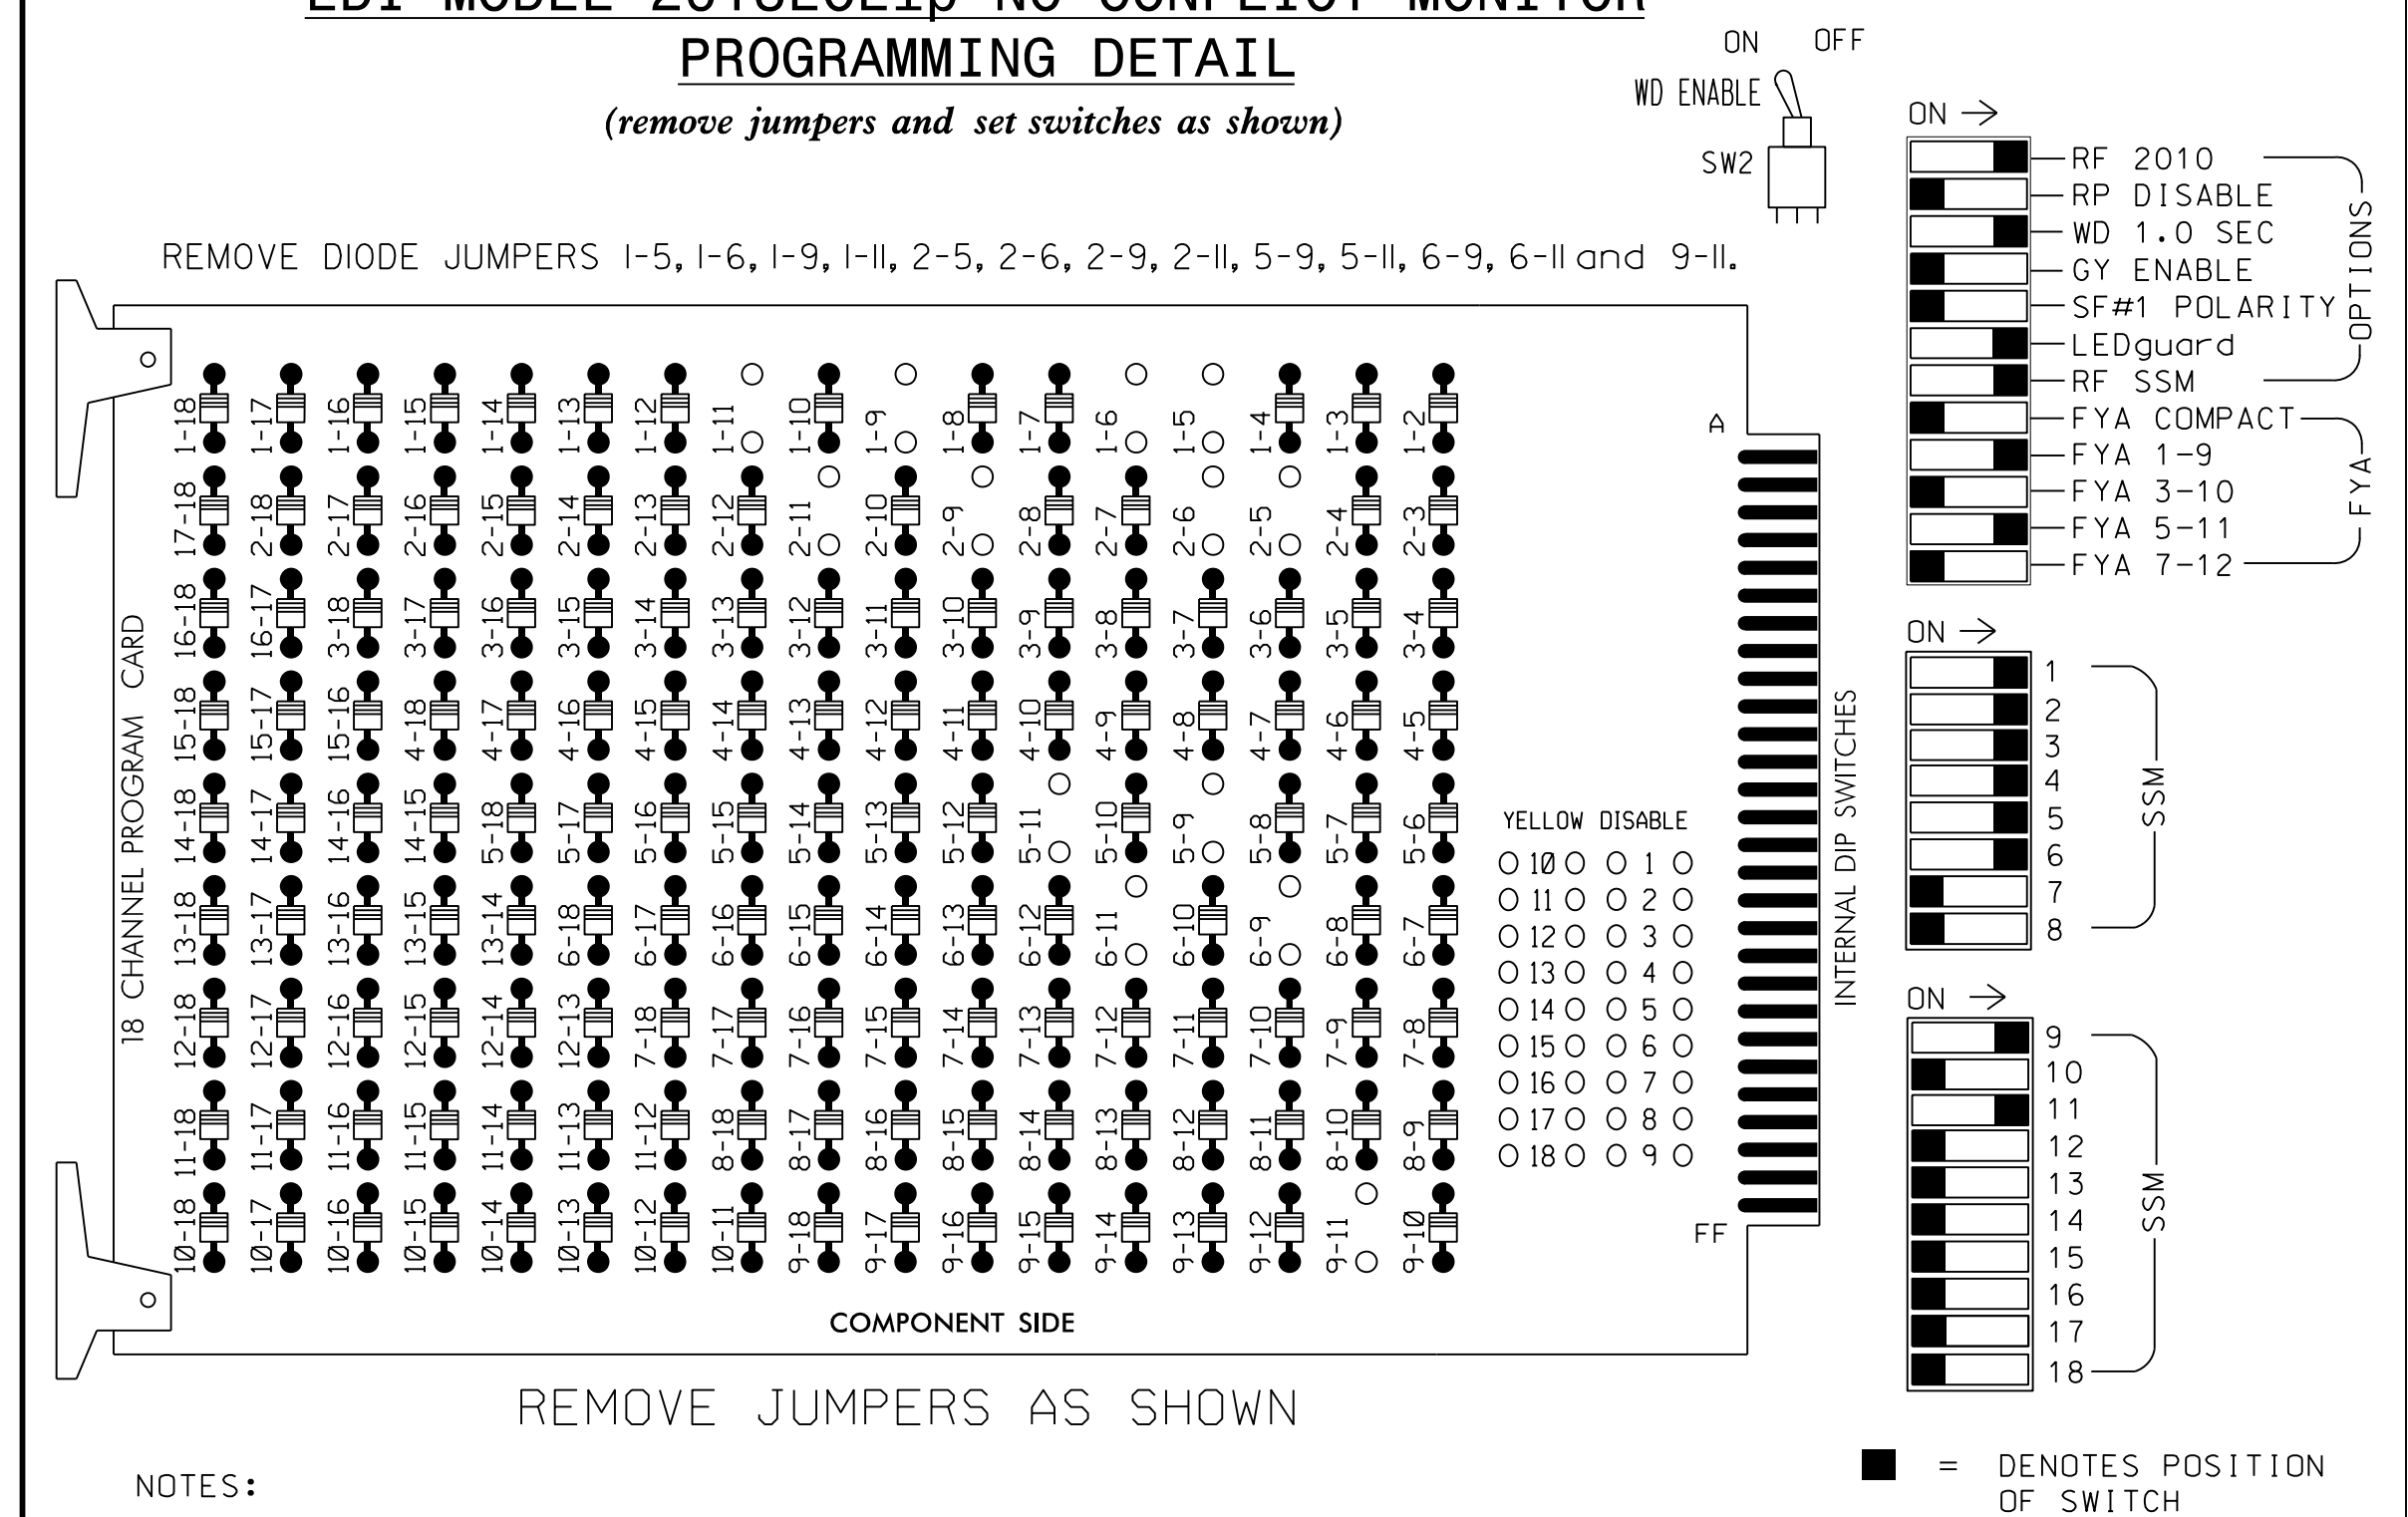 PROGRAMMING DETAIL
(remove jumpers and set switches as shown)
ON OFF
WD ENABLE
SW2
REMOVE DIODE JUMPERS 1-5, 1-6, 1-9, 1-11, 2-5, 2-6, 2-9, 2-11, 5-9, 5-11, 6-9, 6-11 and 9-11.
18 CHANNEL PROGRAM CARD
1-18 1-17 1-16 1-15 1-14 1-13 1-12 1-11 1-10 1-9 1-8 1-7 1-6 1-5 1-4 1-3 1-2
17-18 2-18 2-17 2-16 2-15 2-14 2-13 2-12 2-11 2-10 2-9 2-8 2-7 2-6 2-5 2-4 2-3
16-18 16-17 3-18 3-17 3-16 3-15 3-14 3-13 3-12 3-11 3-10 3-9 3-8 3-7 3-6 3-5 3-4
15-18 15-17 15-16 4-18 4-17 4-16 4-15 4-14 4-13 4-12 4-11 4-10 4-9 4-8 4-7 4-6 4-5
14-18 14-17 14-16 14-15 5-18 5-17 5-16 5-15 5-14 5-13 5-12 5-11 5-10 5-9 5-8 5-7 5-6
13-18 13-17 13-16 13-15 13-14 6-18 6-17 6-16 6-15 6-14 6-13 6-12 6-11 6-10 6-9 6-8 6-7
12-18 12-17 12-16 12-15 12-14 12-13 7-18 7-17 7-16 7-15 7-14 7-13 7-12 7-11 7-10 7-9 7-8
11-18 11-17 11-16 11-15 11-14 11-13 11-12 8-18 8-17 8-16 8-15 8-14 8-13 8-12 8-11 8-10 8-9
10-18 10-17 10-16 10-15 10-14 10-13 10-12 10-11 9-18 9-17 9-16 9-15 9-14 9-13 9-12 9-11 9-10
A
YELLOW DISABLE
10 1
11 2
12 3
13 4
14 5
15 6
16 7
17 8
18 9
FF
COMPONENT SIDE
REMOVE JUMPERS AS SHOWN
NOTES:
INTERNAL DIP SWITCHES
ON →
RF 2010
RP DISABLE
WD 1.0 SEC
GY ENABLE
SF#1 POLARITY
LEDguard
RF SSM
OPTIONS
FYA COMPACT
FYA 1-9
FYA 3-10
FYA 5-11
FYA 7-12
FYA
ON →
1
2
3
4
5
6
7
8
SSM
ON →
9
10
11
12
13
14
15
16
17
18
SSM
= DENOTES POSITION
OF SWITCH